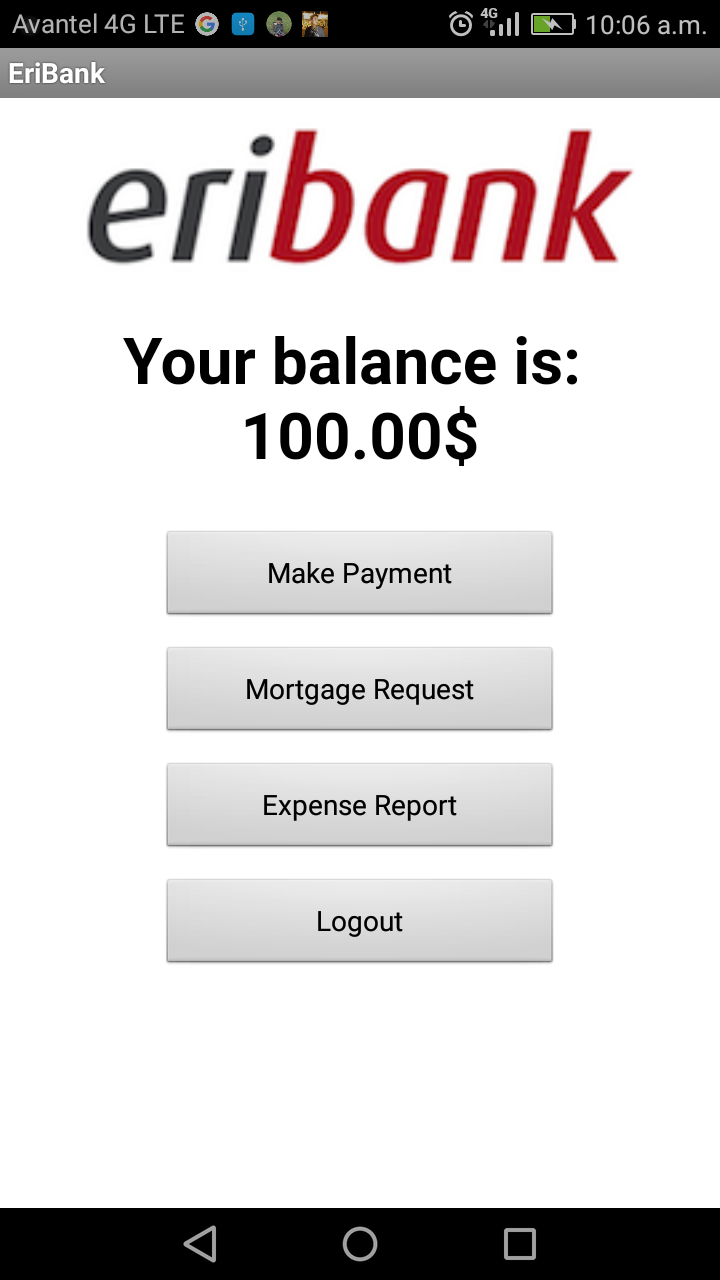 Avantel 4G LTE 4G 10:06 a.m.
EriBank
eribank
Your balance is:
100.00$
Make Payment
Mortgage Request
Expense Report
Logout